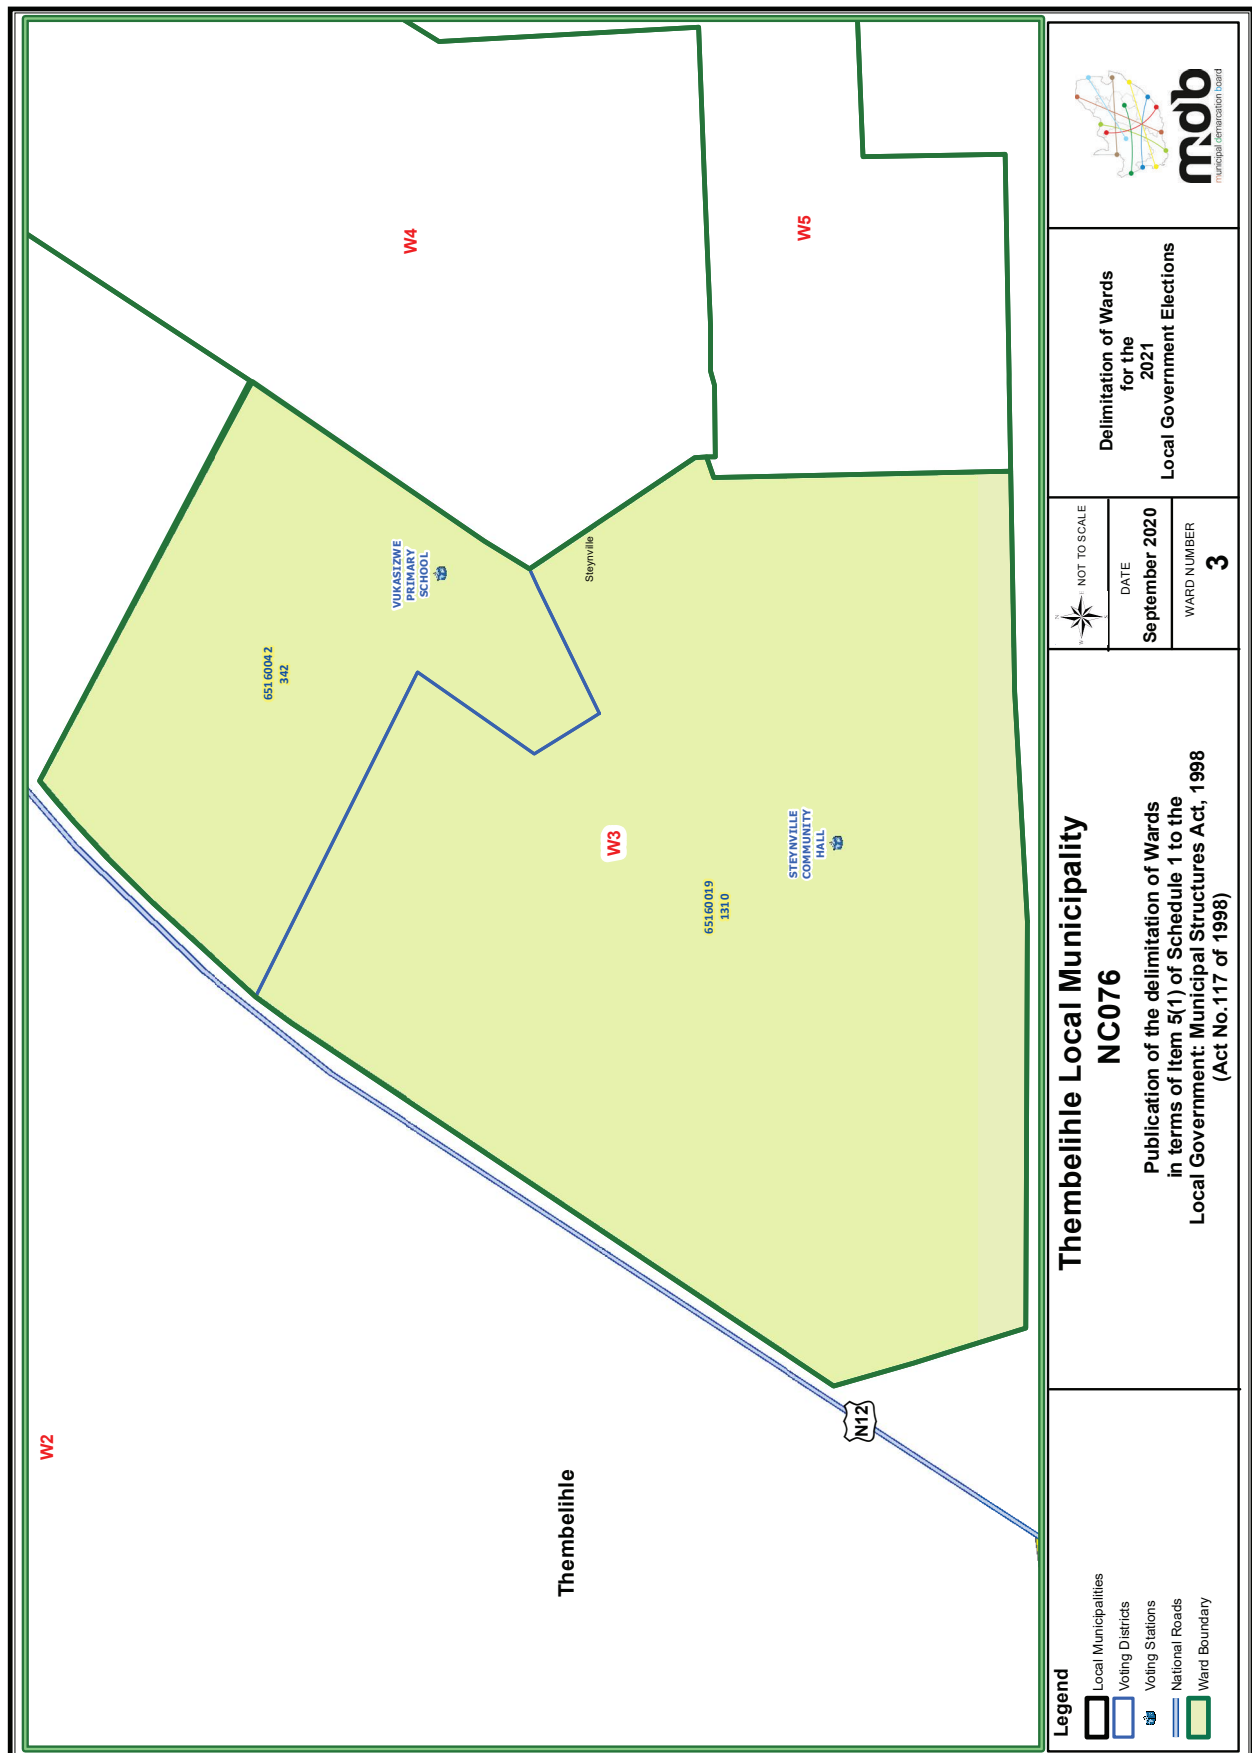 W2
W4
W5
W3
65160042
342
VUKASIZWE
PRIMARY
SCHOOL
Steynville
65160019
1310
STEYNVILLE
COMMUNITY
HALL
Thembelihle
N12
Legend
Local Municipalities
Voting Districts
Voting Stations
National Roads
Ward Boundary
Thembelihle Local Municipality
NC076
Publication of the delimitation of Wards
in terms of Item 5(1) of Schedule 1 to the
Local Government: Municipal Structures Act, 1998
(Act No.117 of 1998)
N
W
E
S
NOT TO SCALE
DATE
September 2020
WARD NUMBER
3
Delimitation of Wards
for the
2021
Local Government Elections
mdb
municipal demarcation board